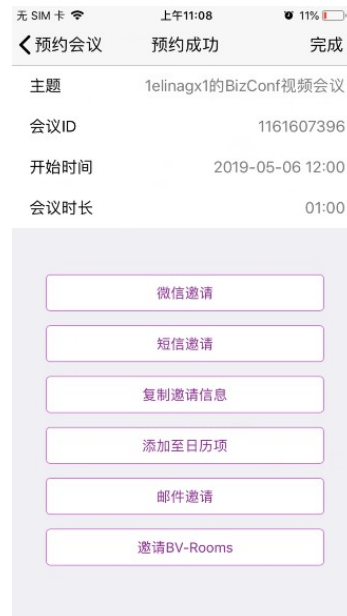 无 SIM 卡 上午11:08 11%
预约会议 预约成功 完成
主题 1elinagx1的BizConf视频会议
会议ID 1161607396
开始时间 2019-05-06 12:00
会议时长 01:00
微信邀请
短信邀请
复制邀请信息
添加至日历项
邮件邀请
邀请BV-Rooms